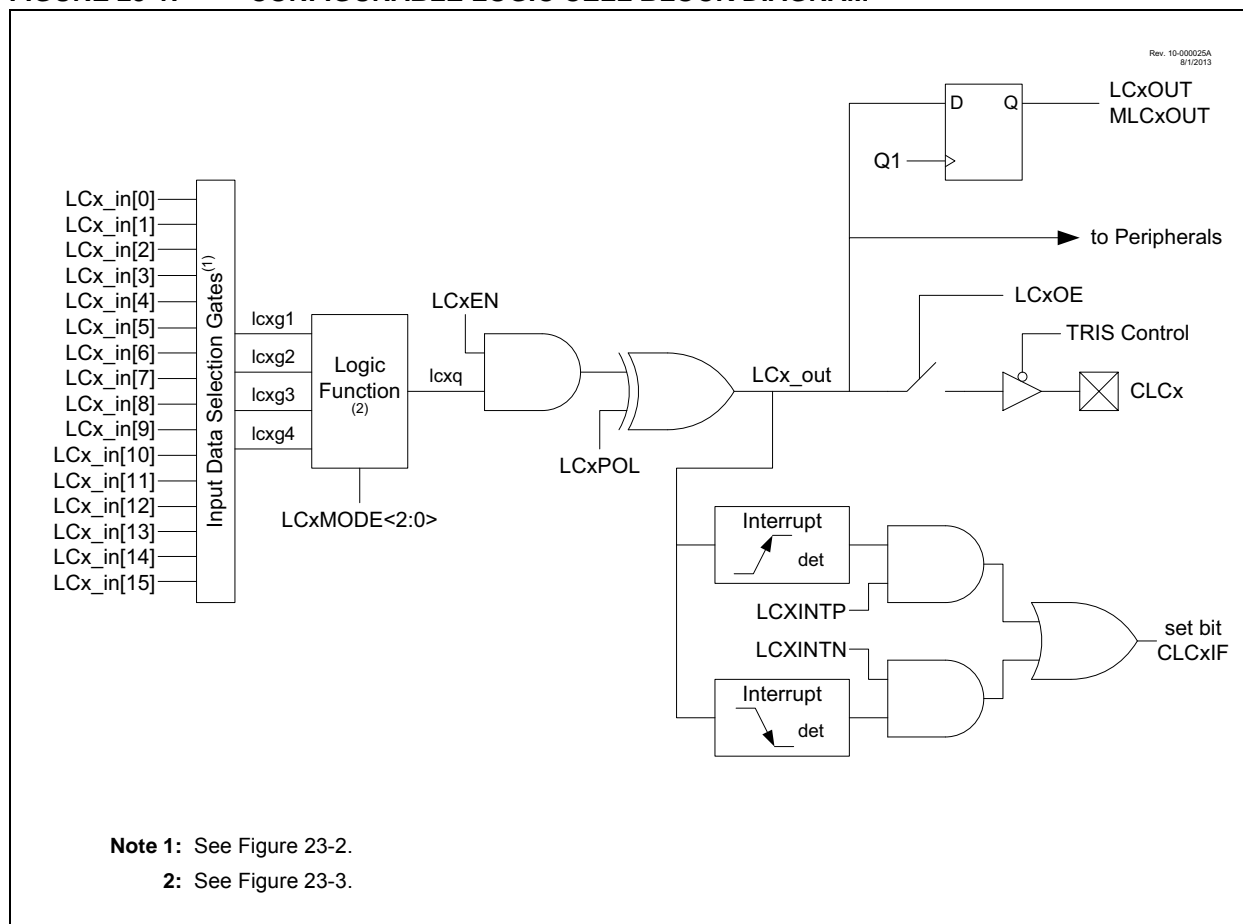 Rev. 10-000025A
8/1/2013
LCx_in[0]
LCx_in[1]
LCx_in[2]
LCx_in[3]
LCx_in[4]
LCx_in[5]
LCx_in[6]
LCx_in[7]
LCx_in[8]
LCx_in[9]
LCx_in[10]
LCx_in[11]
LCx_in[12]
LCx_in[13]
LCx_in[14]
LCx_in[15]
Input Data Selection Gates(1)
lcxg1
lcxg2
lcxg3
lcxg4
Logic
Function
(2)
LCxMODE<2:0>
lcxq
LCxEN
LCxPOL
LCx_out
D Q
Q1
LCxOUT
MLCxOUT
to Peripherals
LCxOE
TRIS Control
CLCx
Interrupt
det
LCXINTP
LCXINTN
Interrupt
det
set bit
CLCxIF
Note 1: See Figure 23-2.
2: See Figure 23-3.